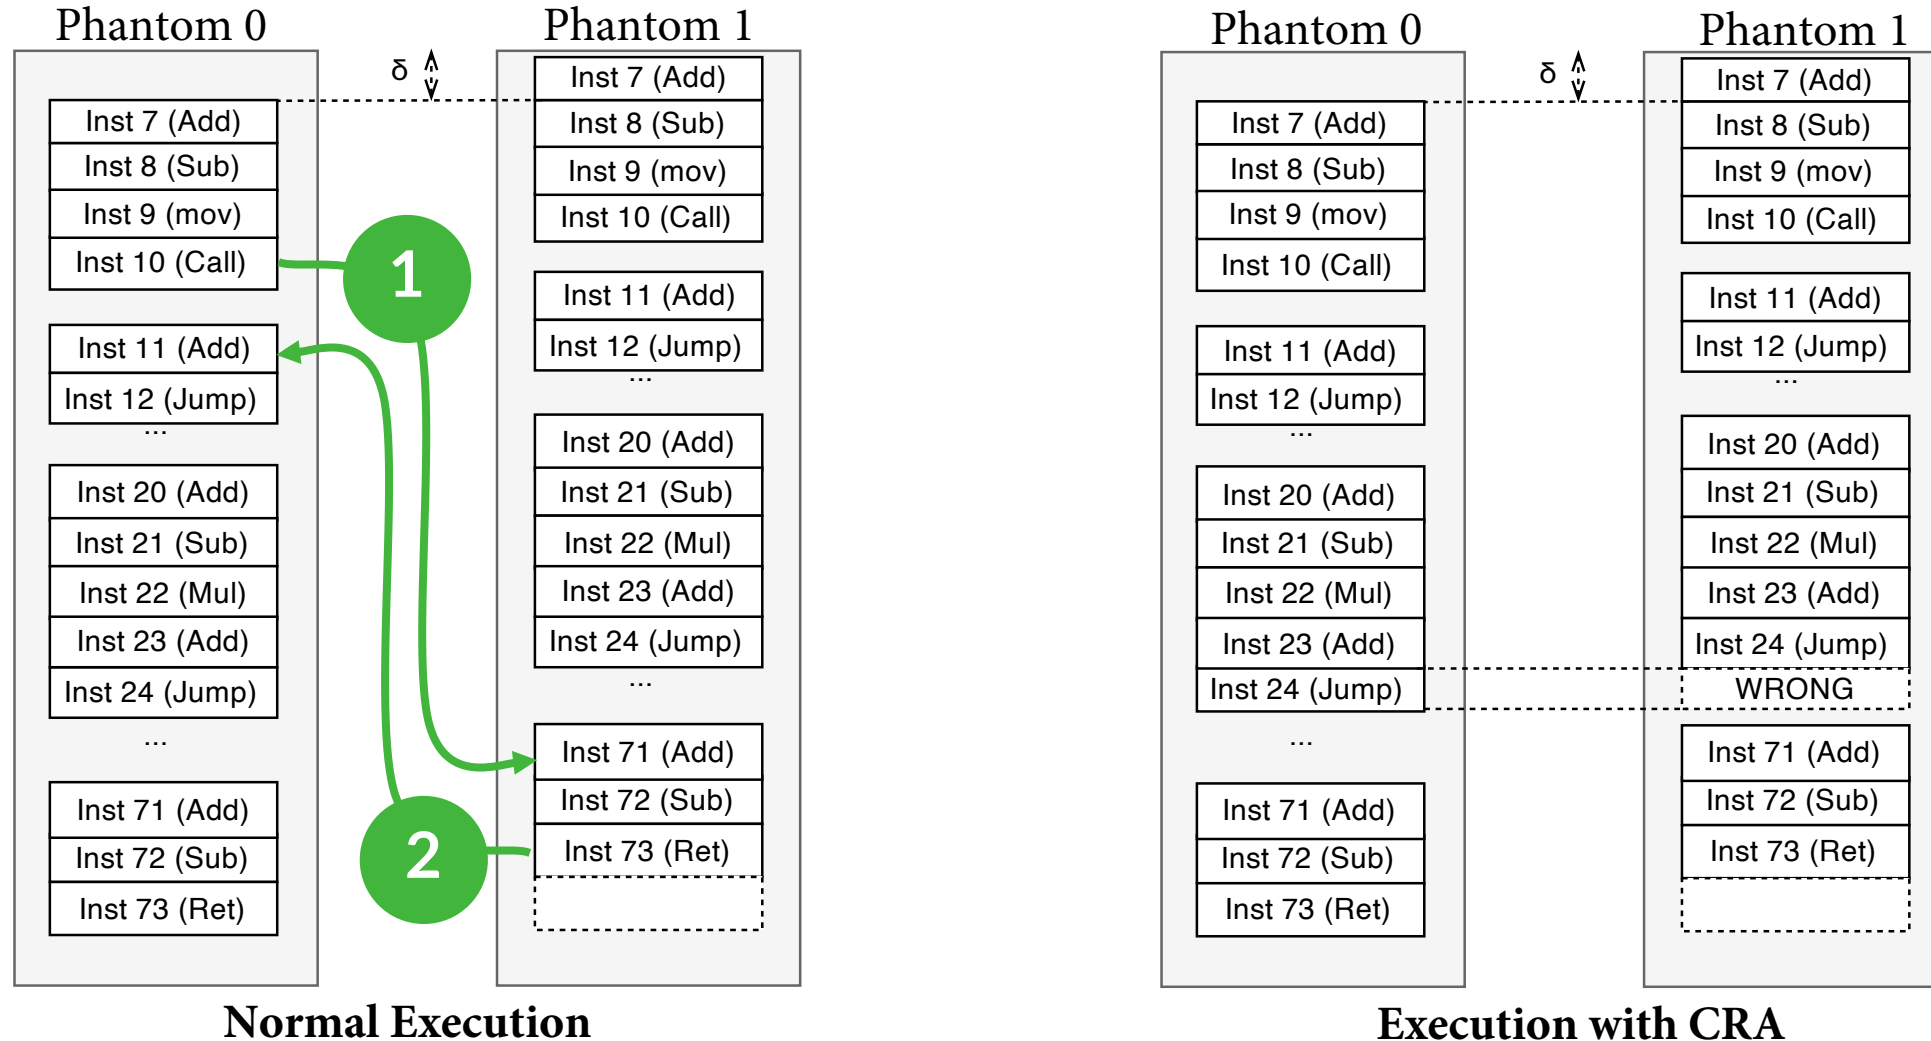 Phantom 0
Inst 7 (Add)
Inst 8 (Sub)
Inst 9 (mov)
Inst 10 (Call)
Inst 11 (Add)
Inst 12 (Jump)
...
Inst 20 (Add)
Inst 21 (Sub)
Inst 22 (Mul)
Inst 23 (Add)
Inst 24 (Jump)
...
Inst 71 (Add)
Inst 72 (Sub)
Inst 73 (Ret)
δ
1
2
Phantom 1
Inst 7 (Add)
Inst 8 (Sub)
Inst 9 (mov)
Inst 10 (Call)
Inst 11 (Add)
Inst 12 (Jump)
...
Inst 20 (Add)
Inst 21 (Sub)
Inst 22 (Mul)
Inst 23 (Add)
Inst 24 (Jump)
...
Inst 71 (Add)
Inst 72 (Sub)
Inst 73 (Ret)
Normal Execution
Phantom 0
Inst 7 (Add)
Inst 8 (Sub)
Inst 9 (mov)
Inst 10 (Call)
Inst 11 (Add)
Inst 12 (Jump)
...
Inst 20 (Add)
Inst 21 (Sub)
Inst 22 (Mul)
Inst 23 (Add)
Inst 24 (Jump)
...
Inst 71 (Add)
Inst 72 (Sub)
Inst 73 (Ret)
δ
Phantom 1
Inst 7 (Add)
Inst 8 (Sub)
Inst 9 (mov)
Inst 10 (Call)
Inst 11 (Add)
Inst 12 (Jump)
...
Inst 20 (Add)
Inst 21 (Sub)
Inst 22 (Mul)
Inst 23 (Add)
Inst 24 (Jump)
WRONG
Inst 71 (Add)
Inst 72 (Sub)
Inst 73 (Ret)
Execution with CRA